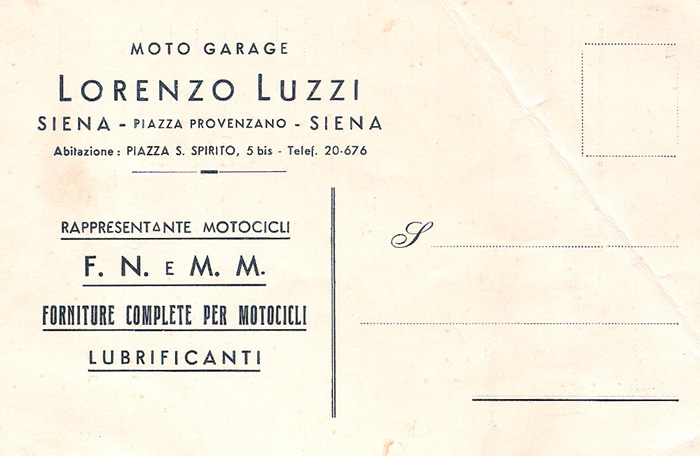 MOTO GARAGE
LORENZO LUZZI
SIENA - PIAZZA PROVENZANO - SIENA
Abitazione: PIAZZA S. SPIRITO, 5 bis - Telef. 20-676
RAPPRESENTANTE MOTOCICLI
F. N. E M. M.
FORNITURE COMPLETE PER MOTOCICLI
LUBRIFICANTI
S